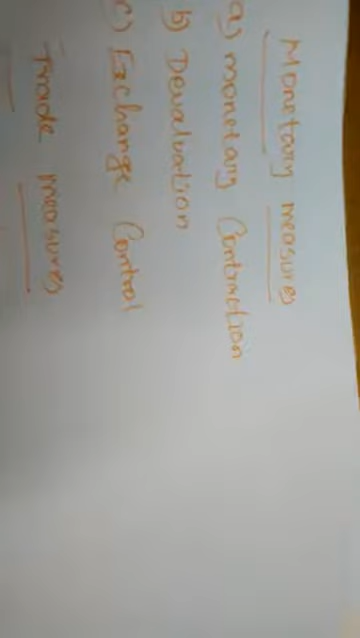 Monetary measures
a) monetary Contraction
b) Devaluation
c) Exchange Control
Trade measures